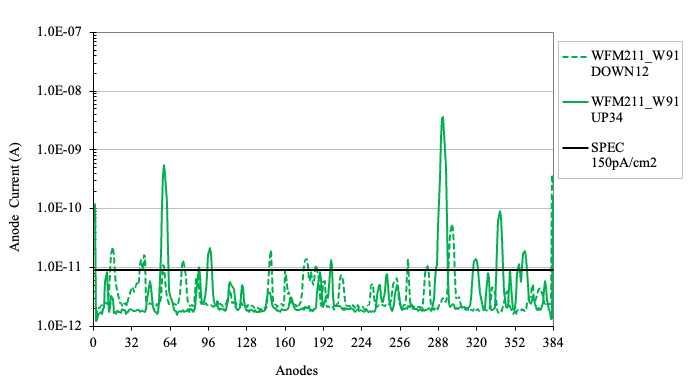 1.0E-07
1.0E-08
1.0E-09
1.0E-10
1.0E-11
1.0E-12
Anode Current (A)
0 32 64 96 128 160 192 224 256 288 320 352 384
Anodes
WFM211_W91
DOWN12
WFM211_W91
UP34
SPEC
150pA/cm2